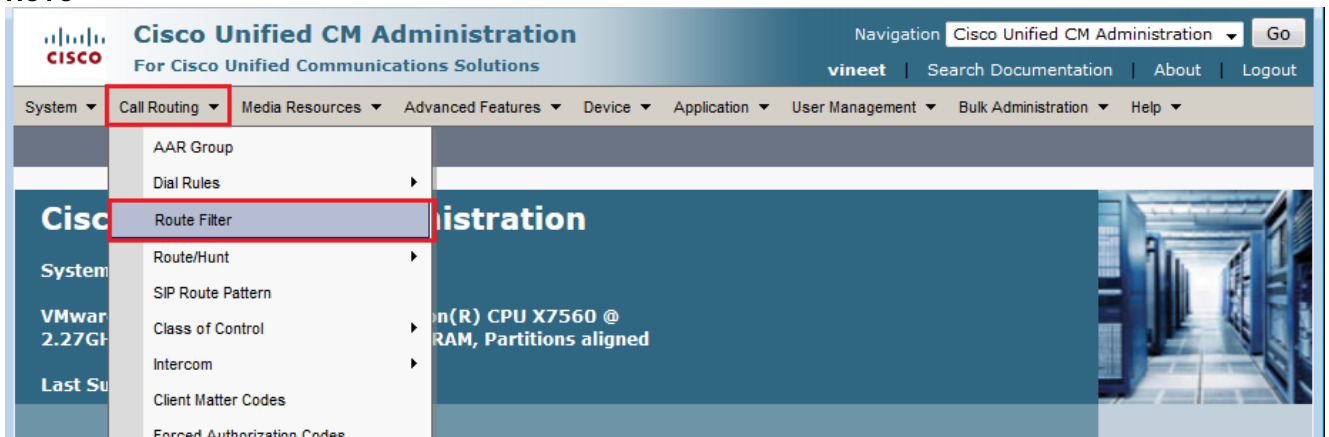 Cisco Unified CM Administration
For Cisco Unified Communications Solutions
CISCO
Navigation Cisco Unified CM Administration Go
vineet | Search Documentation | About | Logout
System Call Routing Media Resources Advanced Features Device Application User Management Bulk Administration Help
AAR Group
Dial Rules
Route Filter
Route/Hunt
SIP Route Pattern
Class of Control
Intercom
Client Matter Codes
Forced Authorization Codes
Cisc istration
System
VMwar on(R) CPU X7560 @
2.27GH RAM, Partitions aligned
Last Su